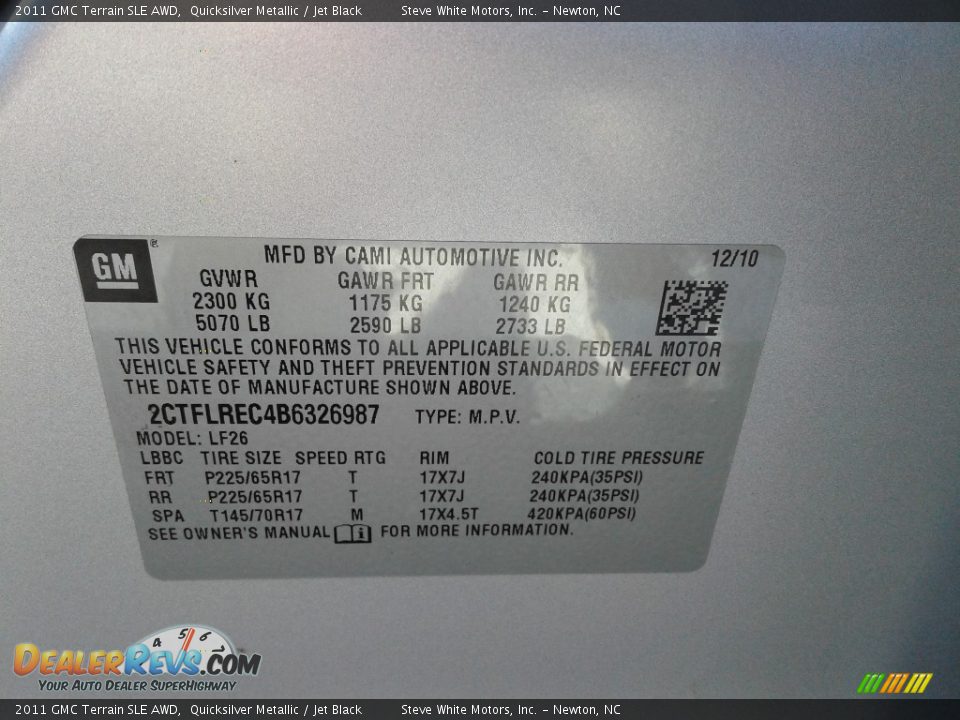 2011 GMC Terrain SLE AWD, Quicksilver Metallic / Jet Black Steve White Motors, Inc. – Newton, NC
GM ®
MFD BY CAMI AUTOMOTIVE INC. 12/10
GVWR GAWR FRT GAWR RR
2300 KG 1175 KG 1240 KG
5070 LB 2590 LB 2733 LB
THIS VEHICLE CONFORMS TO ALL APPLICABLE U.S. FEDERAL MOTOR
VEHICLE SAFETY AND THEFT PREVENTION STANDARDS IN EFFECT ON
THE DATE OF MANUFACTURE SHOWN ABOVE.
2CTFLREC4B6326987 TYPE: M.P.V.
MODEL: LF26
LBBC TIRE SIZE SPEED RTG RIM COLD TIRE PRESSURE
FRT P225/65R17 T 17X7J 240KPA(35PSI)
RR P225/65R17 T 17X7J 240KPA(35PSI)
SPA T145/70R17 M 17X4.5T 420KPA(60PSI)
SEE OWNER'S MANUAL i FOR MORE INFORMATION.
4 5 6 7
DEALERREVS.COM
YOUR AUTO DEALER SUPERHIGHWAY
2011 GMC Terrain SLE AWD, Quicksilver Metallic / Jet Black Steve White Motors, Inc. – Newton, NC